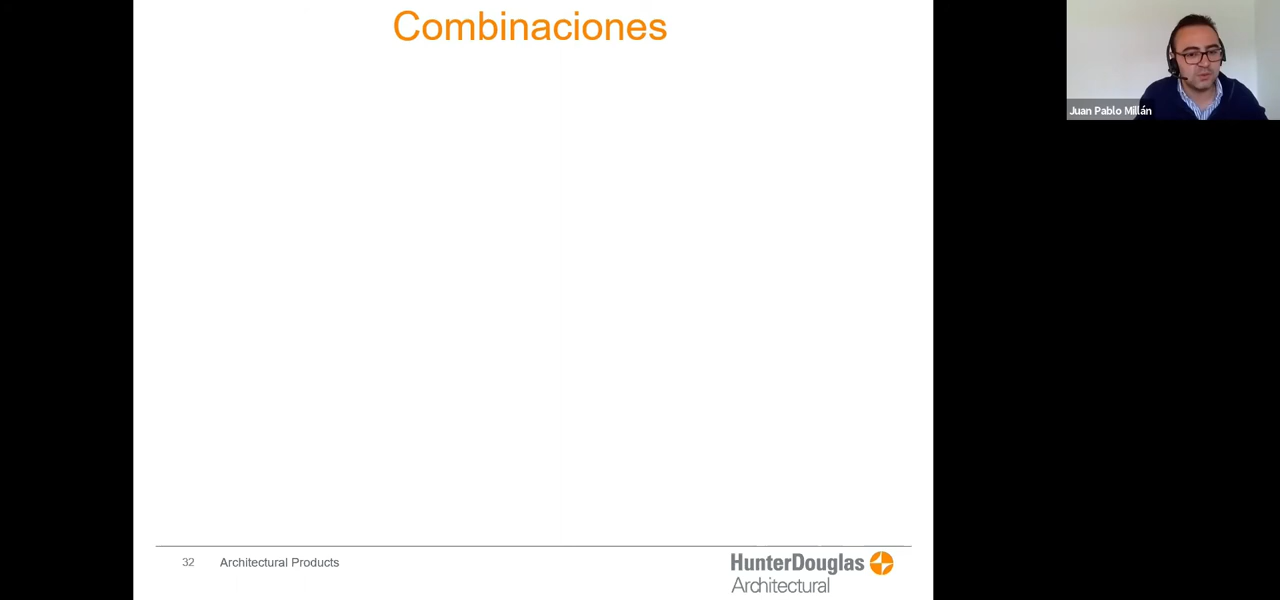 Combinaciones
Juan Pablo Millán
32 Architectural Products
HunterDouglas
Architectural